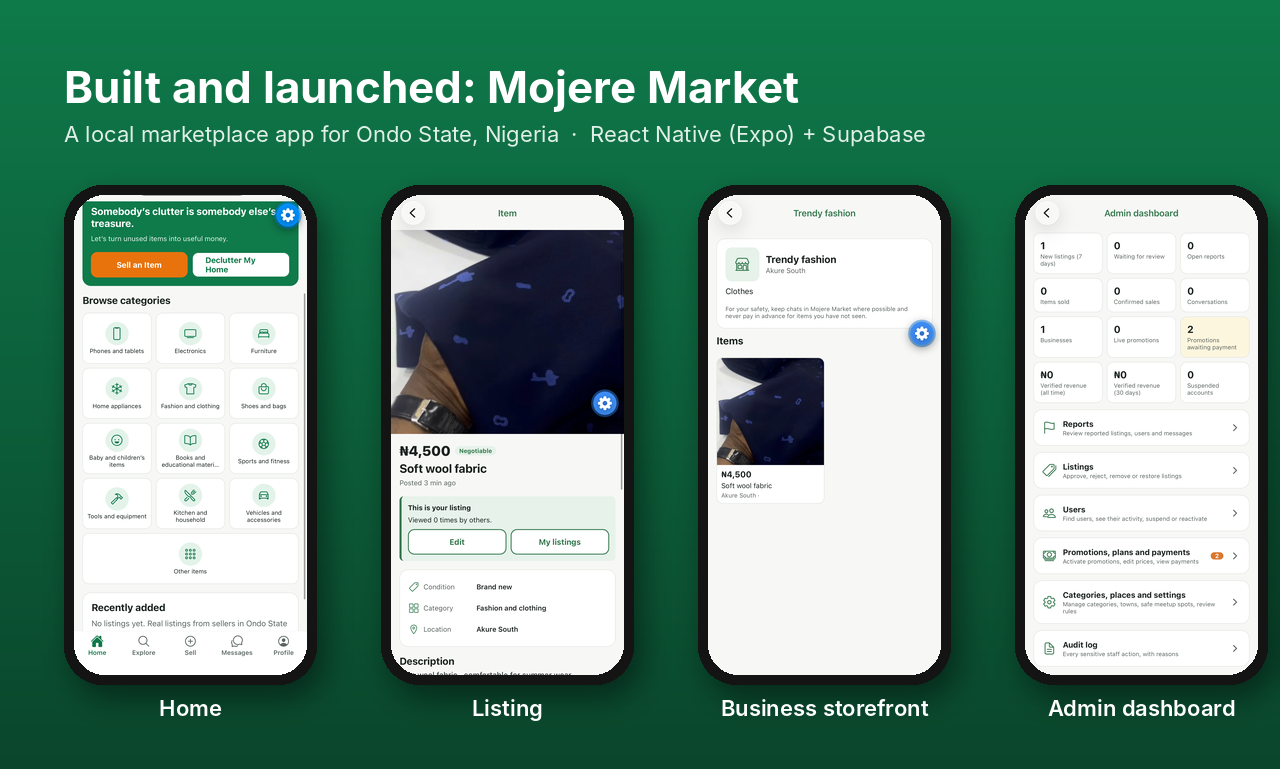 Built and launched: Mojere Market
A local marketplace app for Ondo State, Nigeria · React Native (Expo) + Supabase
Somebody's clutter is somebody else's
treasure.
Let's turn unused items into useful money.
Sell an Item
Declutter My
Home
Browse categories
Phones and tablets
Electronics
Furniture
Home appliances
Fashion and clothing
Shoes and bags
Baby and children's
items
Books and
educational materi...
Sports and fitness
Tools and equipment
Kitchen and
household
Vehicles and
accessories
Other items
Recently added
No listings yet. Real listings from sellers in Ondo State
Home
Explore
Sell
Messages
Profile
Home
Item
₦4,500 Negotiable
Soft wool fabric
Posted 3 min ago
This is your listing
Viewed 0 times by others.
Edit
My listings
Condition Brand new
Category Fashion and clothing
Location Akure South
Description
wool fabric, comfortable for summer wear
Listing
Trendy fashion
Trendy fashion
Akure South
Clothes
For your safety, keep chats in Mojere Market where possible and
never pay in advance for items you have not seen.
Items
₦4,500
Soft wool fabric
Akure South ·
Business storefront
Admin dashboard
1
New listings (7
days)
0
Waiting for review
0
Open reports
0
Items sold
0
Confirmed sales
0
Conversations
1
Businesses
0
Live promotions
2
Promotions
awaiting payment
₦0
Verified revenue
(all time)
₦0
Verified revenue
(30 days)
0
Suspended
accounts
Reports
Review reported listings, users and messages
Listings
Approve, reject, remove or restore listings
Users
Find users, see their activity, suspend or reactivate
Promotions, plans and payments 2
Activate promotions, edit prices, view payments
Categories, places and settings
Manage categories, towns, safe meetup spots, review
rules
Audit log
Every sensitive staff action, with reasons
Admin dashboard